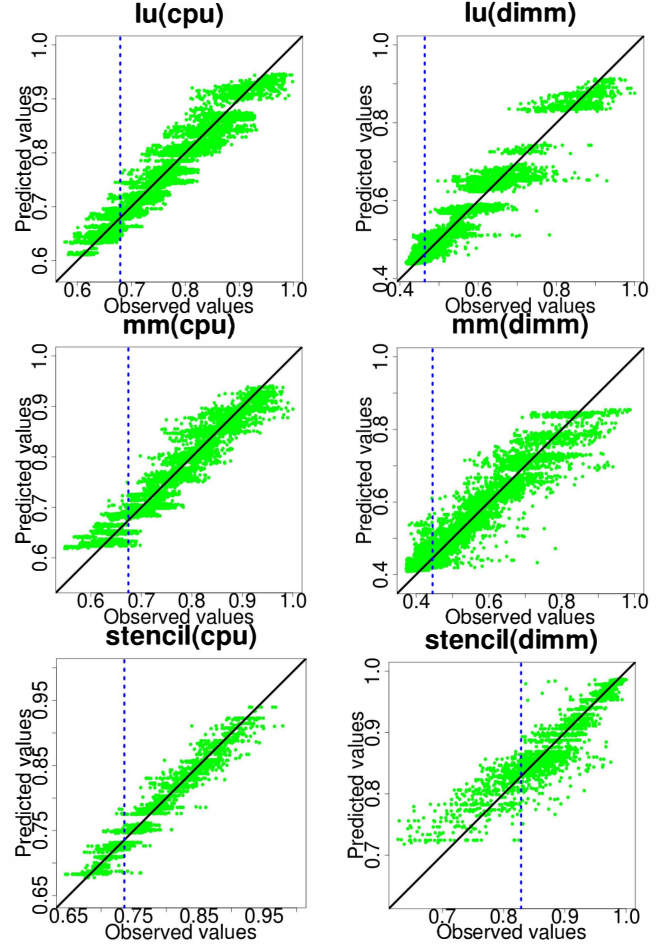 lu(cpu)
Predicted values
0.6 0.7 0.8 0.9 1.0
0.6 0.7 0.8 0.9 1.0
Observed values
lu(dimm)
Predicted values
0.4 0.6 0.8 1.0
0.4 0.6 0.8 1.0
Observed values
mm(cpu)
Predicted values
0.6 0.7 0.8 0.9 1.0
0.6 0.7 0.8 0.9 1.0
Observed values
mm(dimm)
Predicted values
0.4 0.6 0.8 1.0
0.4 0.6 0.8 1.0
Observed values
stencil(cpu)
Predicted values
0.65 0.75 0.85 0.95
0.65 0.75 0.85 0.95
Observed values
stencil(dimm)
Predicted values
0.7 0.8 0.9 1.0
0.7 0.8 0.9 1.0
Observed values